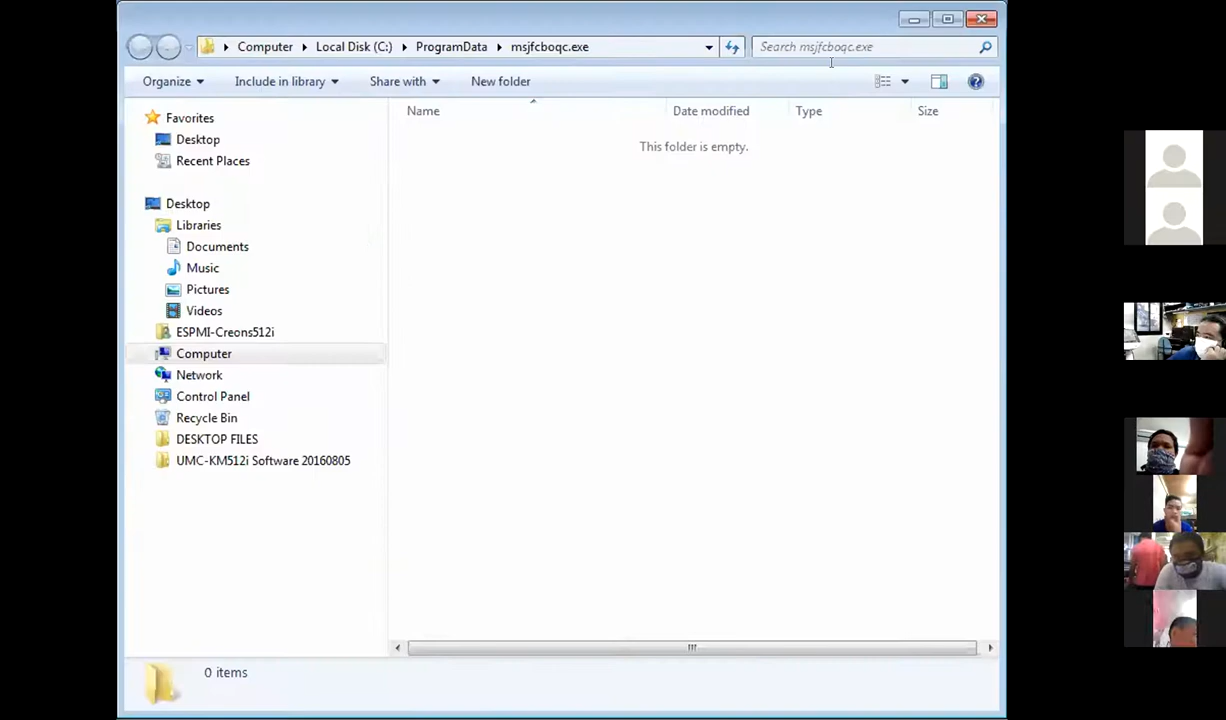 Computer
Local Disk (C:)
ProgramData
msjfcboqc.exe
Search msjfcboqc.exe
Organize
Include in library
Share with
New folder
Name
Date modified
Type
Size
This folder is empty.
Favorites
Desktop
Recent Places
Desktop
Libraries
Documents
Music
Pictures
Videos
ESPMI-Creons512i
Computer
Network
Control Panel
Recycle Bin
DESKTOP FILES
UMC-KM512i Software 20160805
0 items